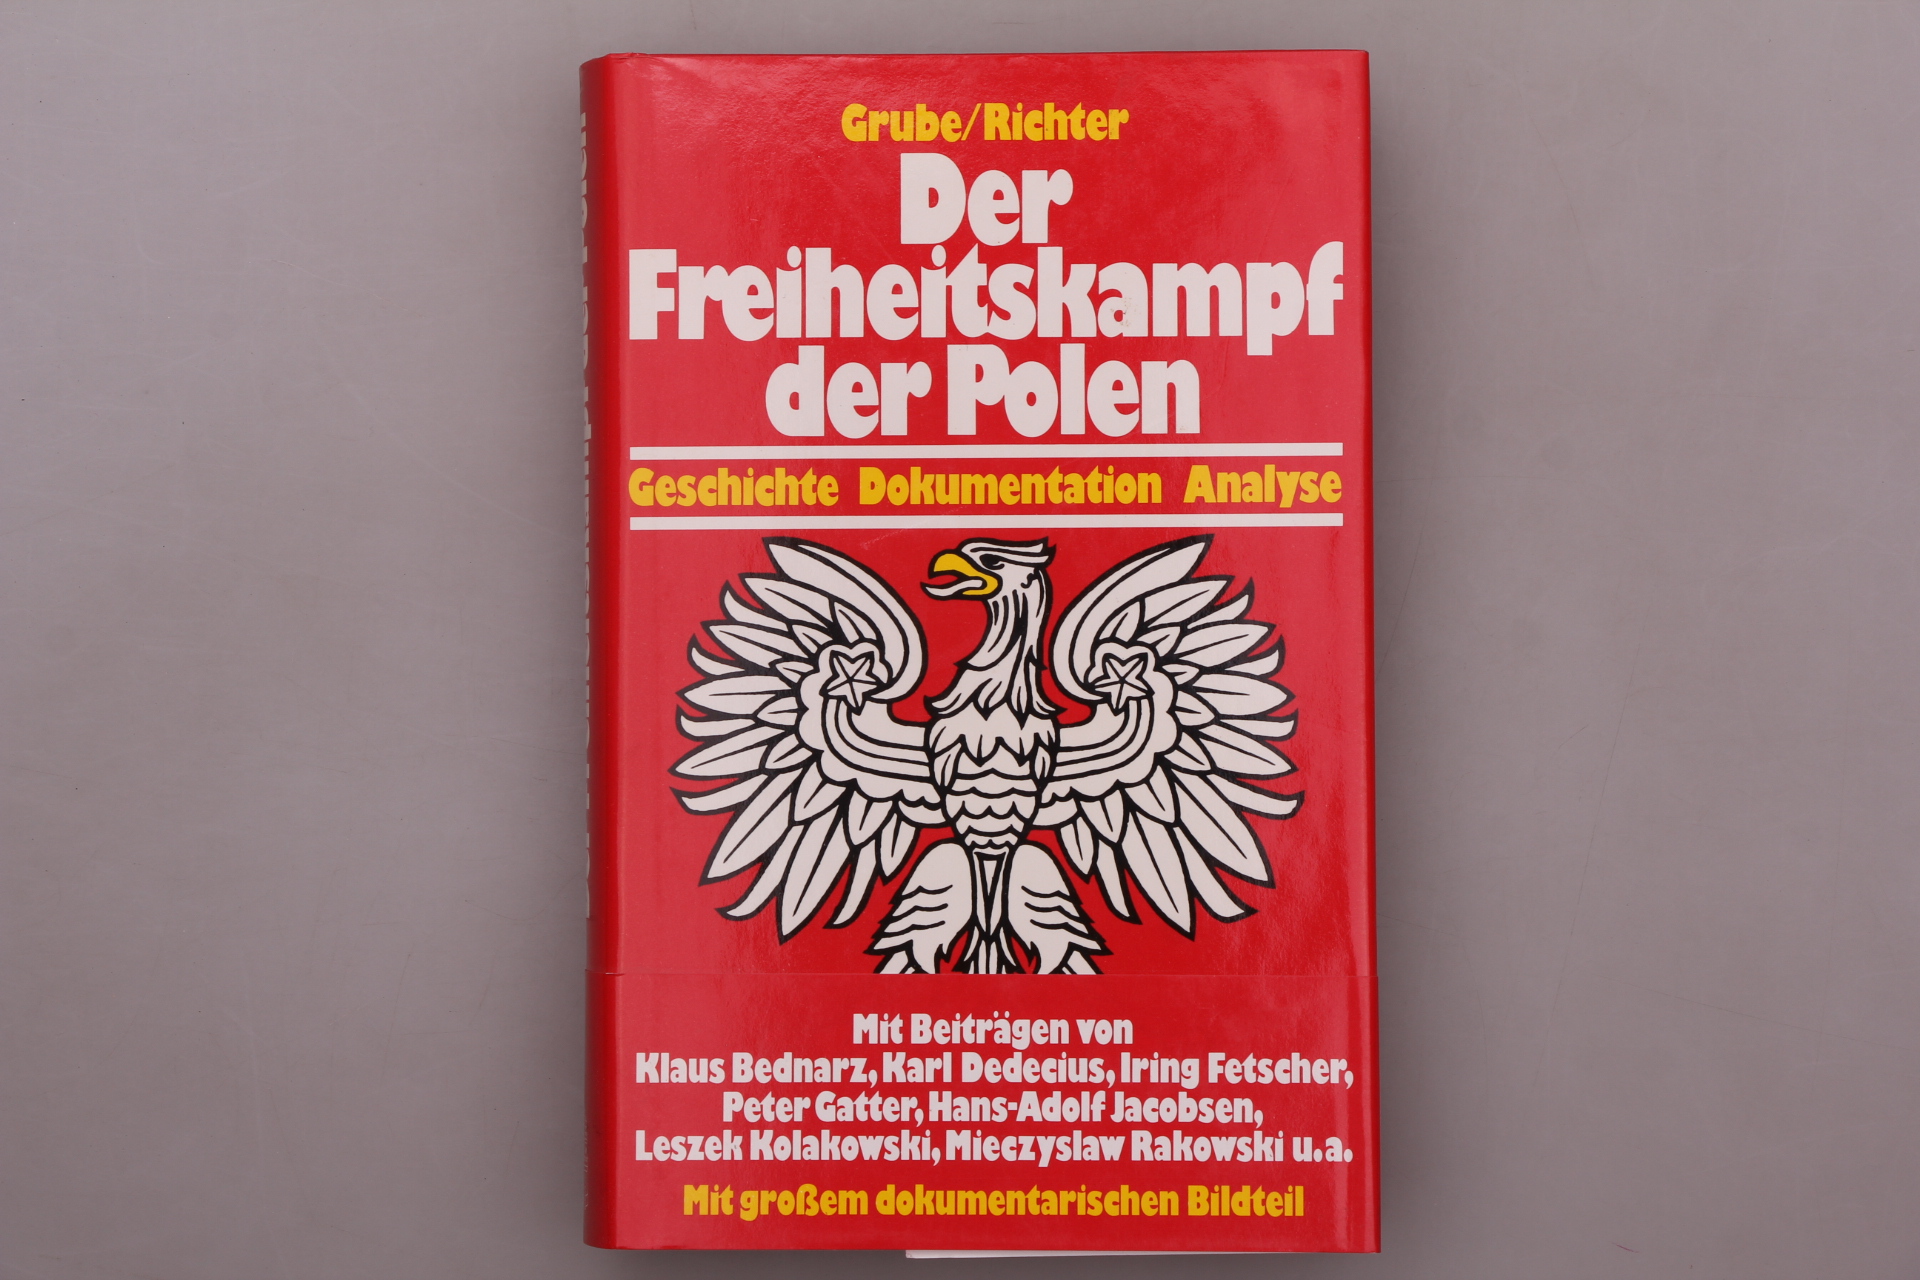 Grube/Richter
Der
Freiheitskampf
der Polen
Geschichte Dokumentation Analyse
Mit Beiträgen von
Klaus Bednarz, Karl Dedecius, Iring Fetscher,
Peter Gatter, Hans-Adolf Jacobsen,
Leszek Kolakowski, Mieczyslaw Rakowski u.a.
Mit großem dokumentarischen Bildteil